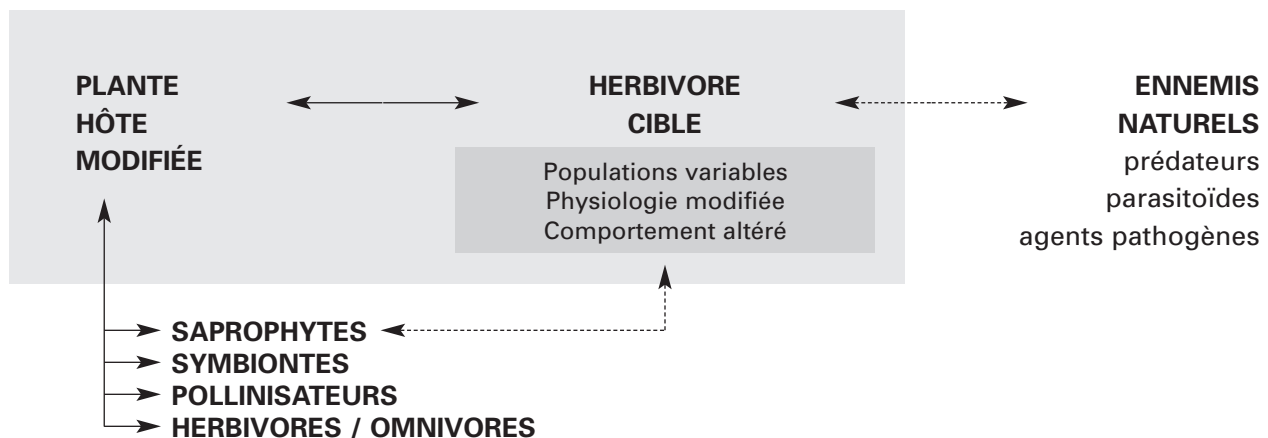 PLANTE
HÔTE
MODIFIÉE
HERBIVORE
CIBLE
Populations variables
Physiologie modifiée
Comportement altéré
ENNEMIS
NATURELS
prédateurs
parasitoïdes
agents pathogènes
SAPROPHYTES
SYMBIONTES
POLLINISATEURS
HERBIVORES / OMNIVORES